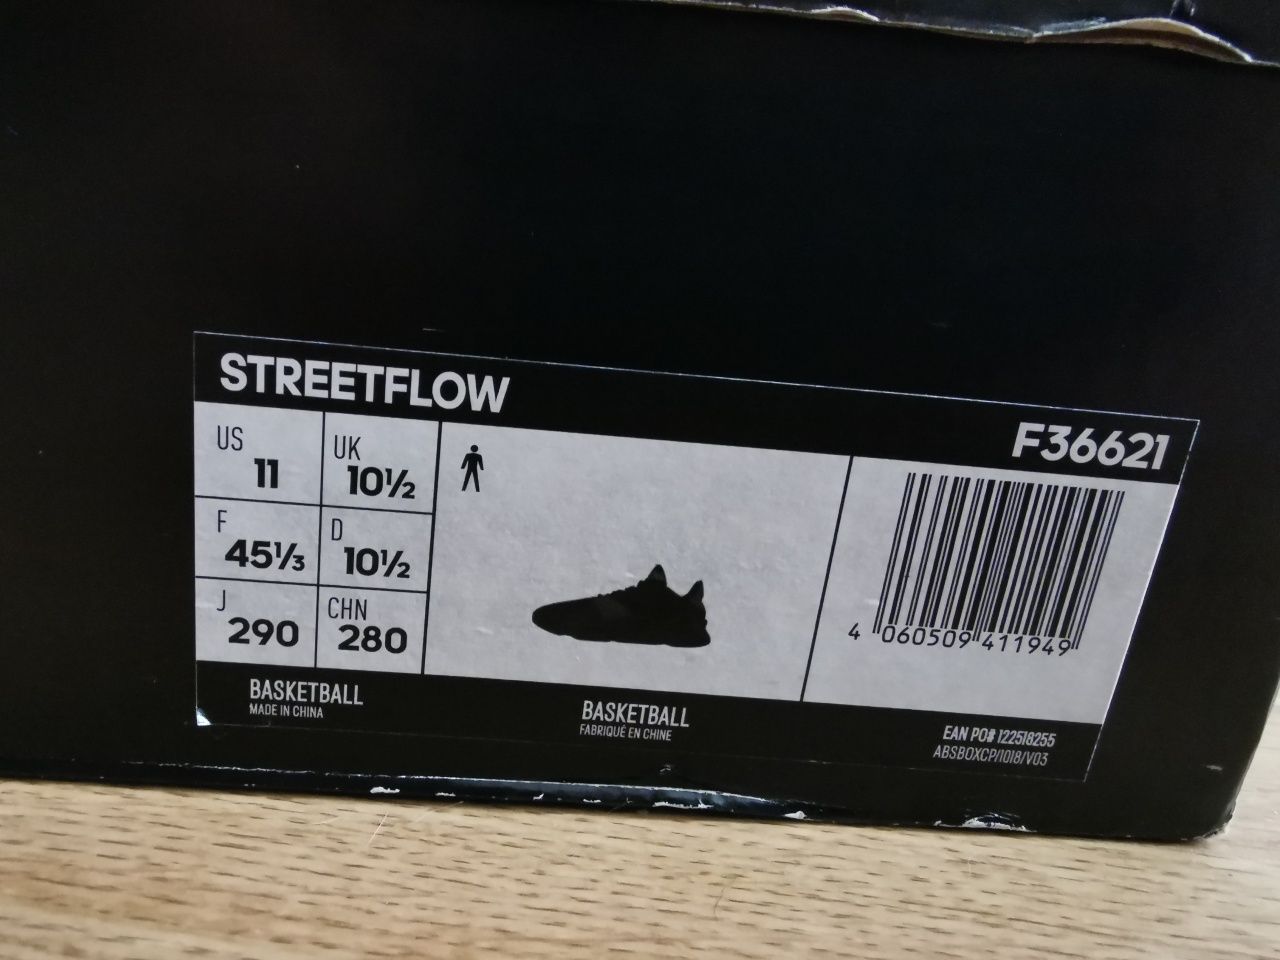 STREETFLOW
F36621
US 11
UK 10½
F 45⅓
D 10½
J 290
CHN 280
4 060509 411949
BASKETBALL
MADE IN CHINA
BASKETBALL
FABRIQUÉ EN CHINE
EAN PO# 122518255
ABSBOXCP/1018/V03